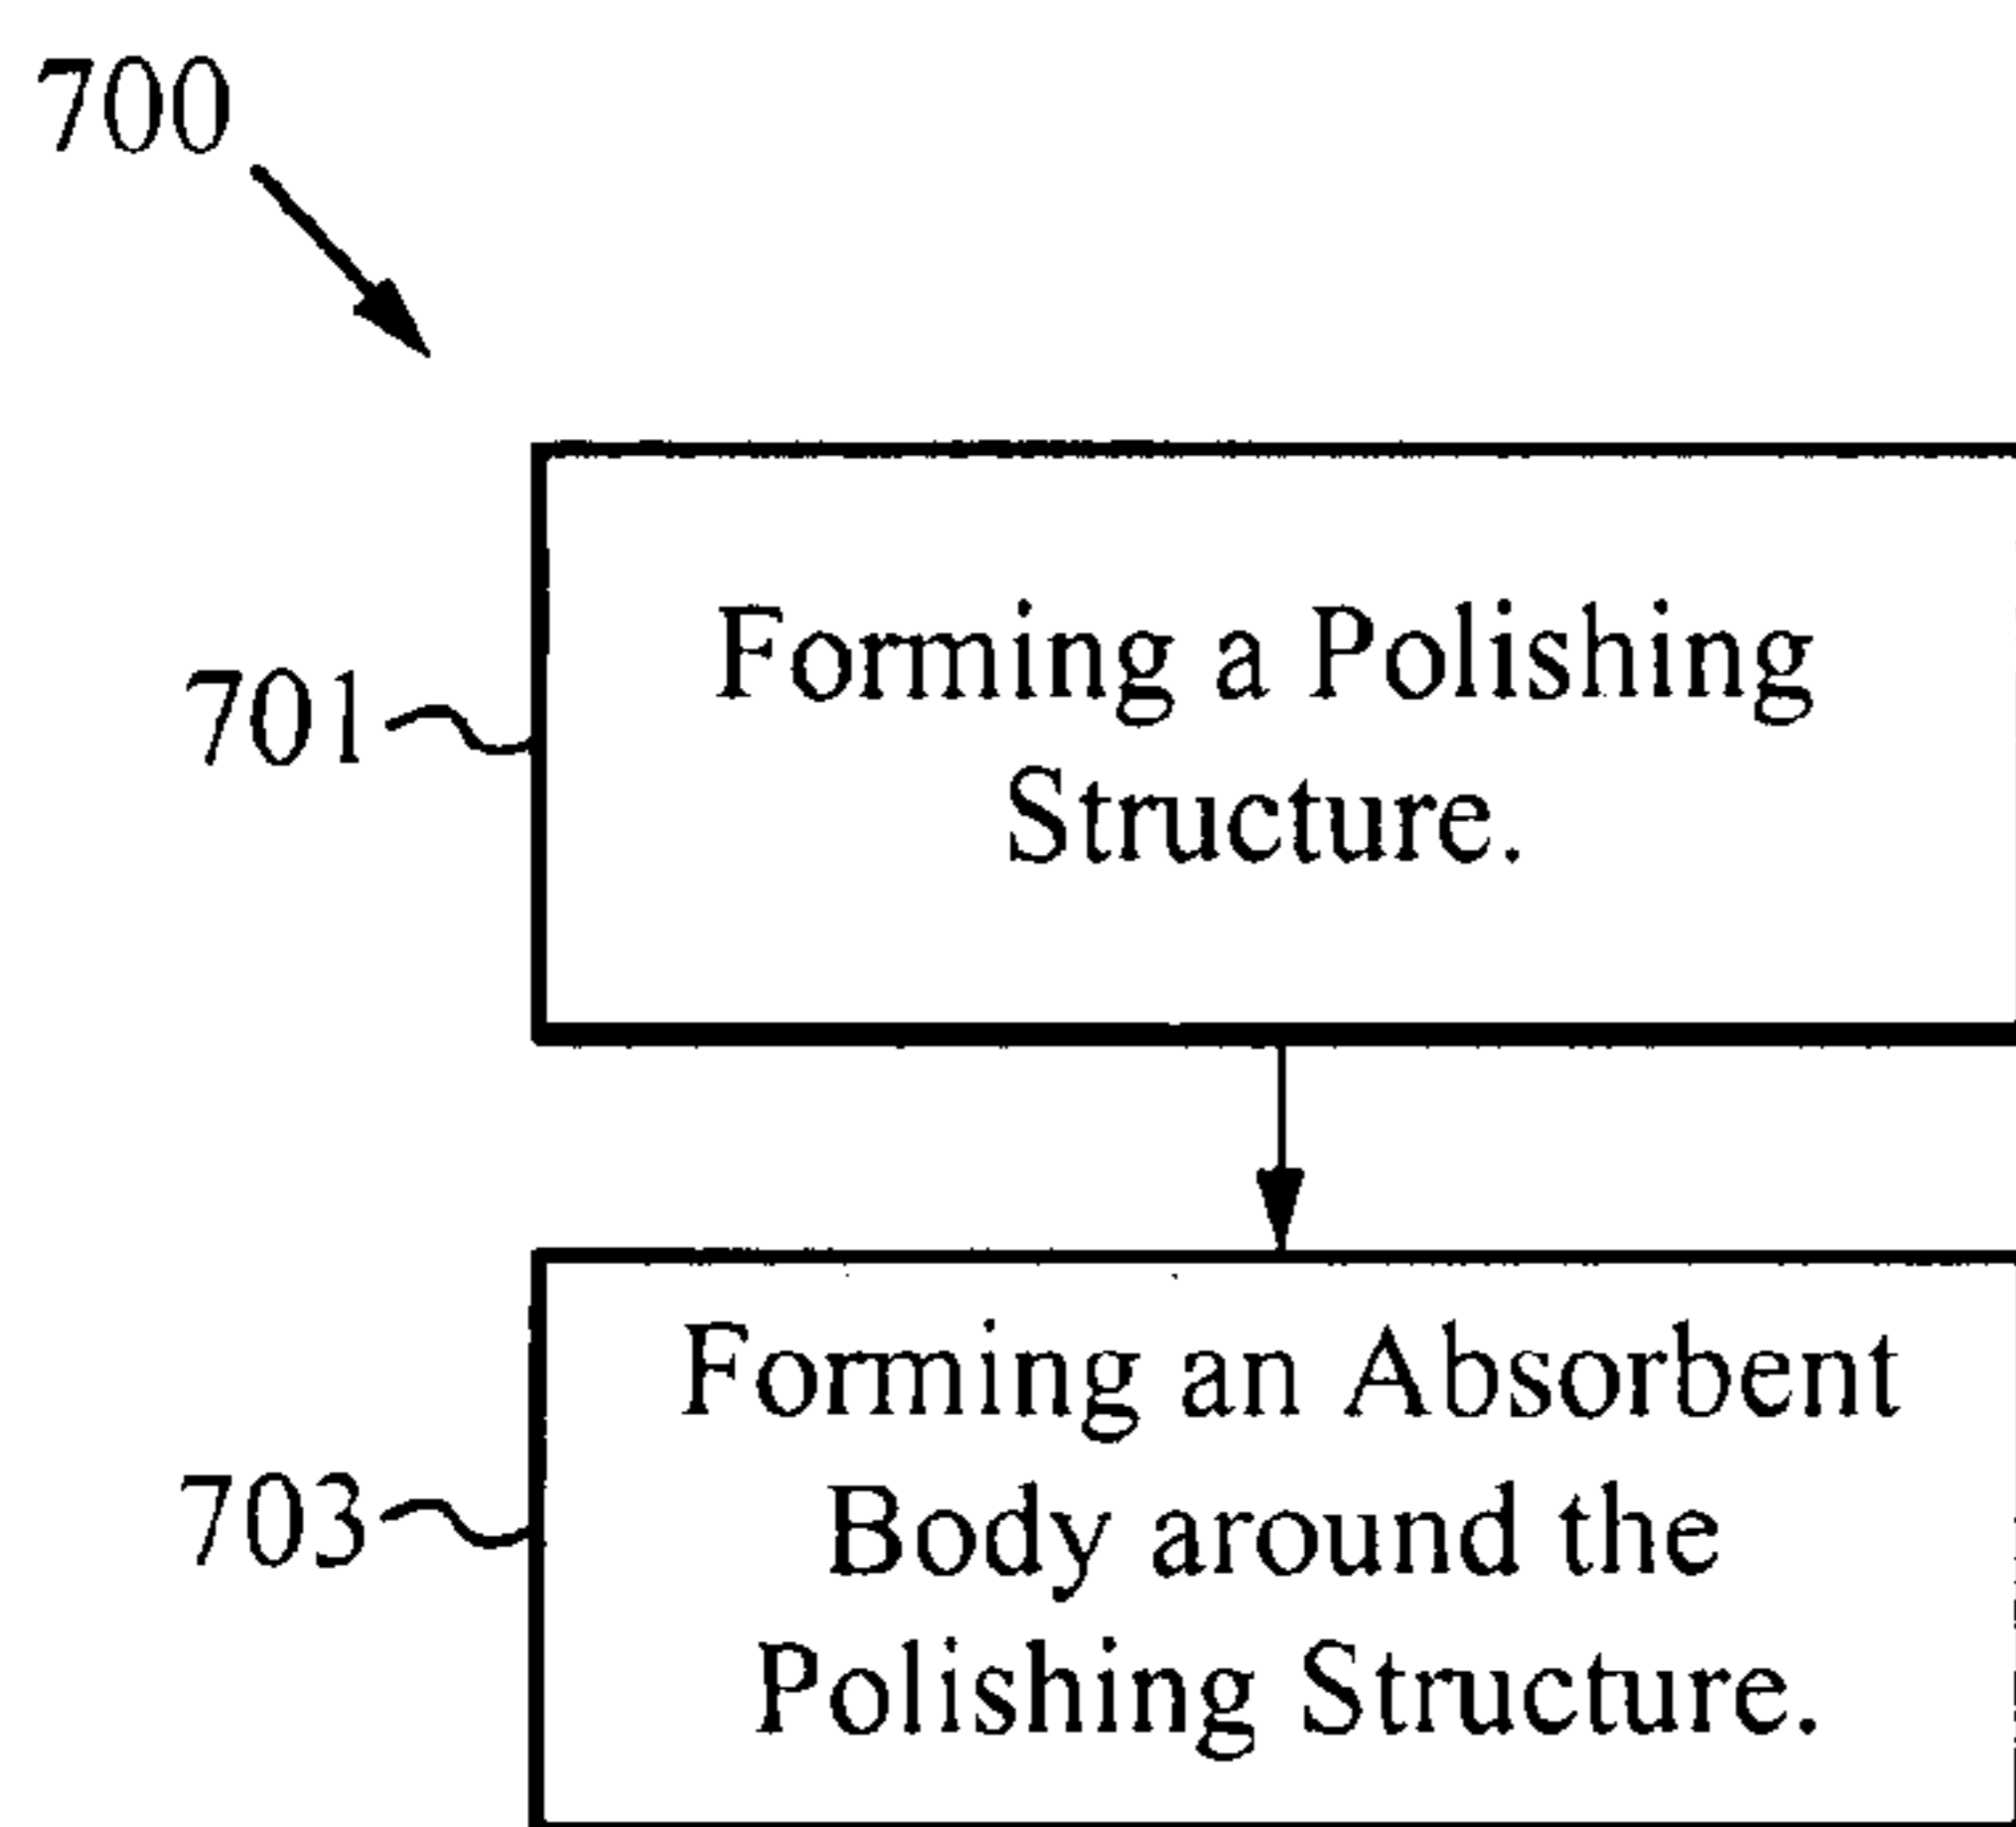 700
701
Forming a Polishing
Structure.
703
Forming an Absorbent
Body around the
Polishing Structure.